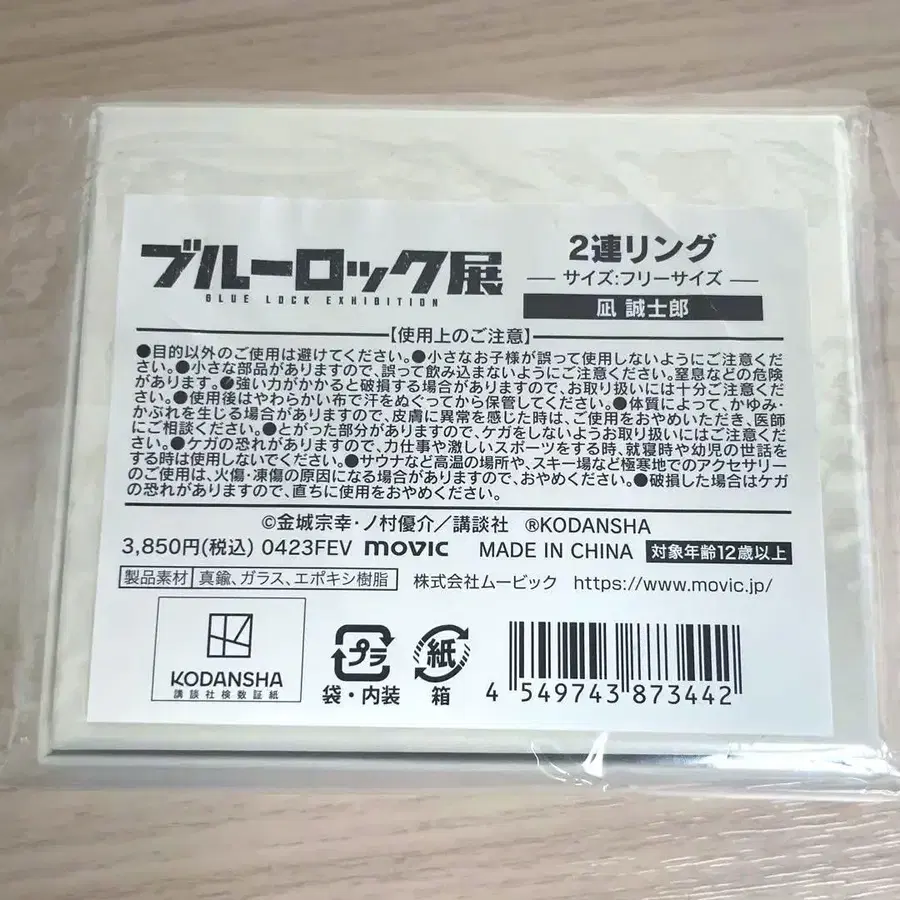 ブルーロック展
BLUE LOCK EXHIBITION
2連リング
サイズ:フリーサイズ
凪 誠士郎
【使用上のご注意】
●目的以外のご使用は避けてください。●小さなお子様が誤って使用しないようにご注意くだ
さい。●小さな部品がありますので、誤って飲み込まないようにご注意ください。窒息などの危険
があります。●強い力がかかると破損する場合がありますので、お取り扱いには十分ご注意くださ
い。●使用後はやわらかい布で汗をぬぐってから保管してください。●体質によって、かゆみ・
かぶれを生じる場合がありますので、皮膚に異常を感じた時は、ご使用をおやめいただき、医師
にご相談ください。●とがった部分がありますので、ケガをしないようお取り扱いにはご注意くださ
い。●ケガの恐れがありますので、力仕事や激しいスポーツをする時、就寝時や幼児の世話を
する時は使用しないでください。●サウナなど高温の場所や、スキー場など極寒地でのアクセサリー
のご使用は、火傷・凍傷の原因になる場合がありますので、おやめください。●破損した場合はケガ
の恐れがありますので、直ちに使用をおやめください。
©金城宗幸・ノ村優介／講談社 ®KODANSHA
3,850円(税込) 0423FEV movic MADE IN CHINA 対象年齢12歳以上
製品素材 真鍮、ガラス、エポキシ樹脂 株式会社ムービック https://www.movic.jp/
KODANSHA
講談社検数証紙
プラ
袋・内装
紙
箱
4 549743 873442